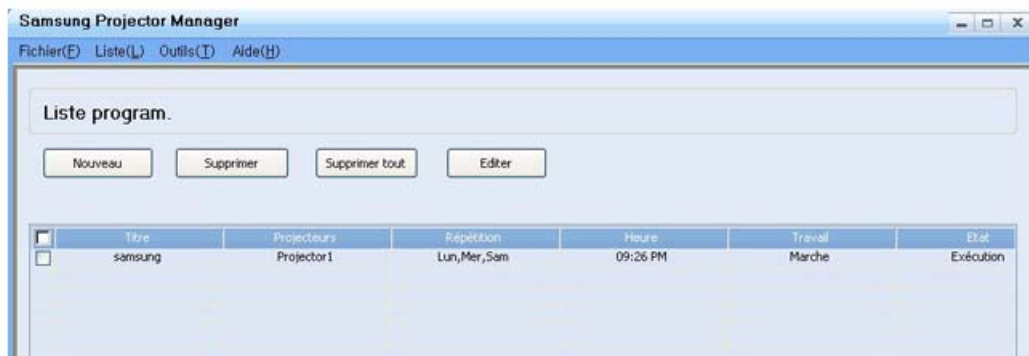 Samsung Projector Manager
Fichier(F) Liste(L) Outils(T) Aide(H)
Liste program.
Nouveau Supprimer Supprimer tout Editer
Titre Projecteurs Répétition Heure Travail Etat
samsung Projector1 Lun,Mer,Sam 09:26 PM Marche Exécution